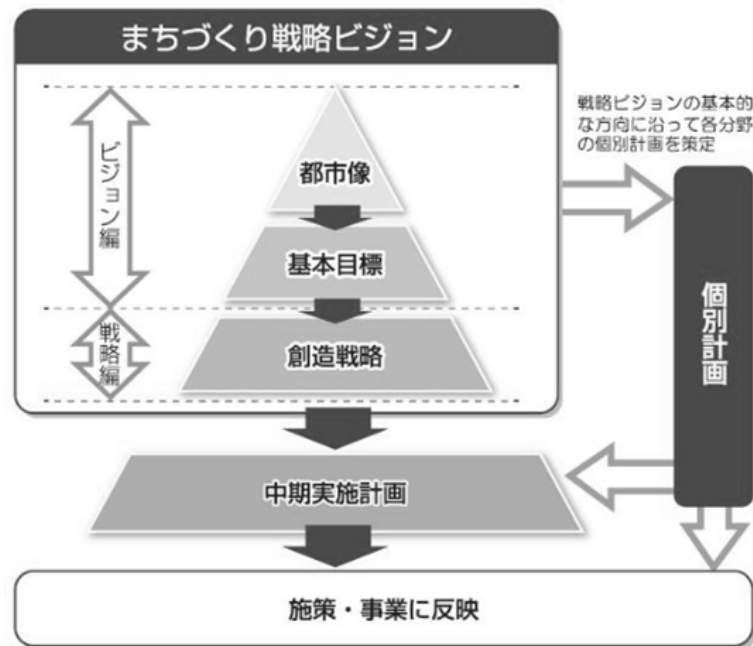 まちづくり戦略ビジョン
戦略ビジョンの基本的
な方向に沿って各分野
の個別計画を策定
ビジョン編
都市像
基本目標
戦略編
創造戦略
個別計画
中期実施計画
施策・事業に反映